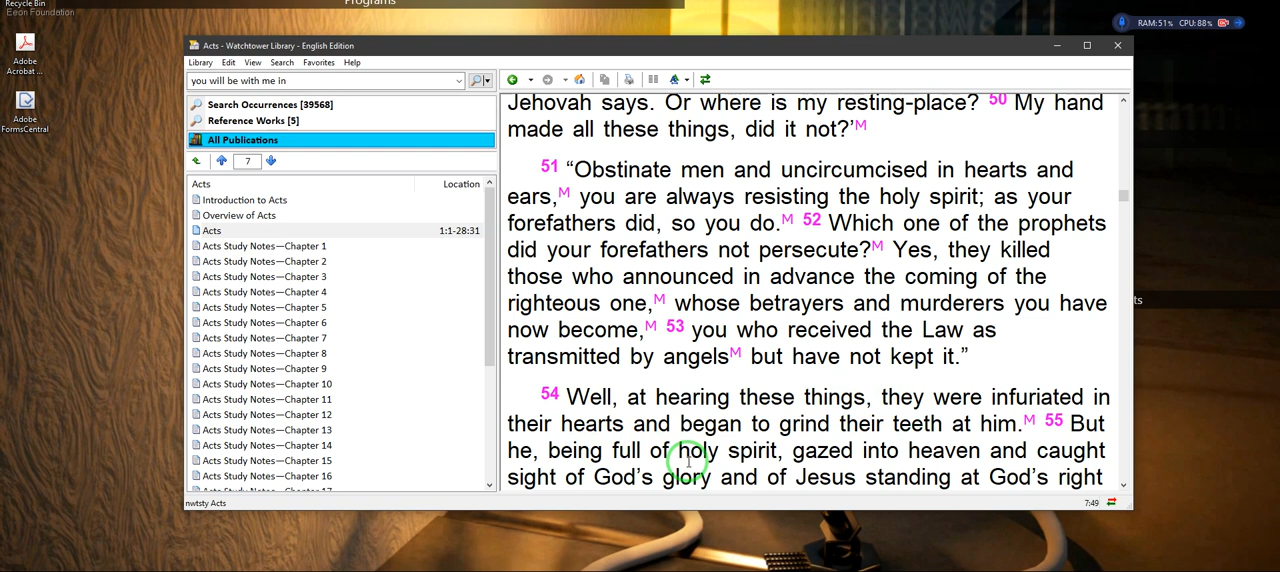 Programs
Recycle Bin
Eeon Foundation
RAM:51% CPU:88%
Adobe
Acrobat ...
Adobe
FormsCentral
Acts - Watchtower Library - English Edition
Library Edit View Search Favorites Help
you will be with me in
Search Occurrences [39568]
Reference Works [5]
All Publications
7
Acts Location
Introduction to Acts
Overview of Acts
Acts 1:1-28:31
Acts Study Notes—Chapter 1
Acts Study Notes—Chapter 2
Acts Study Notes—Chapter 3
Acts Study Notes—Chapter 4
Acts Study Notes—Chapter 5
Acts Study Notes—Chapter 6
Acts Study Notes—Chapter 7
Acts Study Notes—Chapter 8
Acts Study Notes—Chapter 9
Acts Study Notes—Chapter 10
Acts Study Notes—Chapter 11
Acts Study Notes—Chapter 12
Acts Study Notes—Chapter 13
Acts Study Notes—Chapter 14
Acts Study Notes—Chapter 15
Acts Study Notes—Chapter 16
Acts Study Notes—Chapter 17
Jehovah says. Or where is my resting-place? 50 My hand
made all these things, did it not?’M
51 “Obstinate men and uncircumcised in hearts and
ears,M you are always resisting the holy spirit; as your
forefathers did, so you do.M 52 Which one of the prophets
did your forefathers not persecute?M Yes, they killed
those who announced in advance the coming of the
righteous one,M whose betrayers and murderers you have
now become,M 53 you who received the Law as
transmitted by angelsM but have not kept it.”
54 Well, at hearing these things, they were infuriated in
their hearts and began to grind their teeth at him.M 55 But
he, being full of holy spirit, gazed into heaven and caught
sight of God’s glory and of Jesus standing at God’s right
nwtsty Acts
7:49